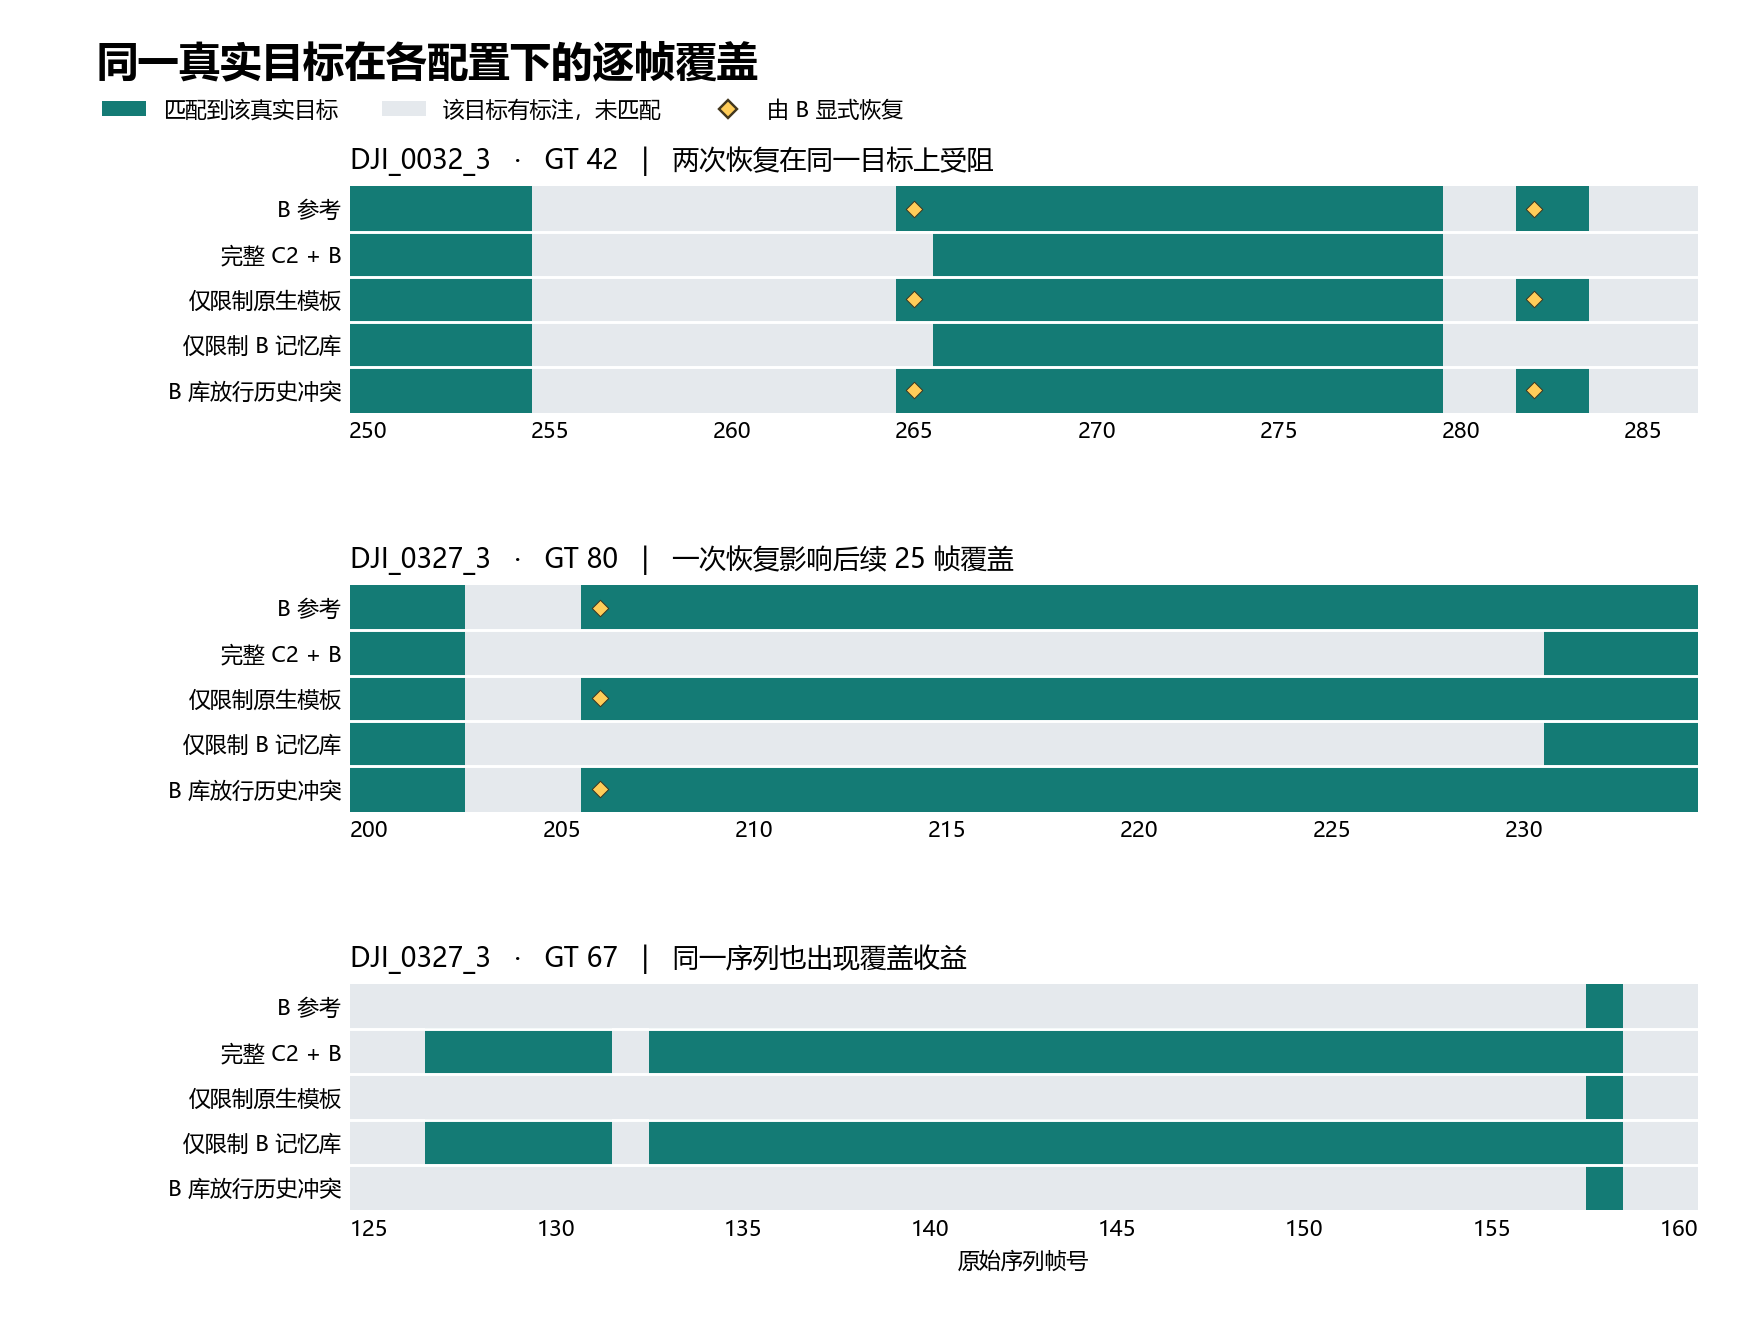 同一真实目标在各配置下的逐帧覆盖
匹配到该真实目标 该目标有标注，未匹配 由 B 显式恢复
DJI_0032_3 · GT 42 | 两次恢复在同一目标上受阻
B 参考
完整 C2 + B
仅限制原生模板
仅限制 B 记忆库
B 库放行历史冲突
250 255 260 265 270 275 280 285
DJI_0327_3 · GT 80 | 一次恢复影响后续 25 帧覆盖
B 参考
完整 C2 + B
仅限制原生模板
仅限制 B 记忆库
B 库放行历史冲突
200 205 210 215 220 225 230
DJI_0327_3 · GT 67 | 同一序列也出现覆盖收益
B 参考
完整 C2 + B
仅限制原生模板
仅限制 B 记忆库
B 库放行历史冲突
125 130 135 140 145 150 155 160
原始序列帧号